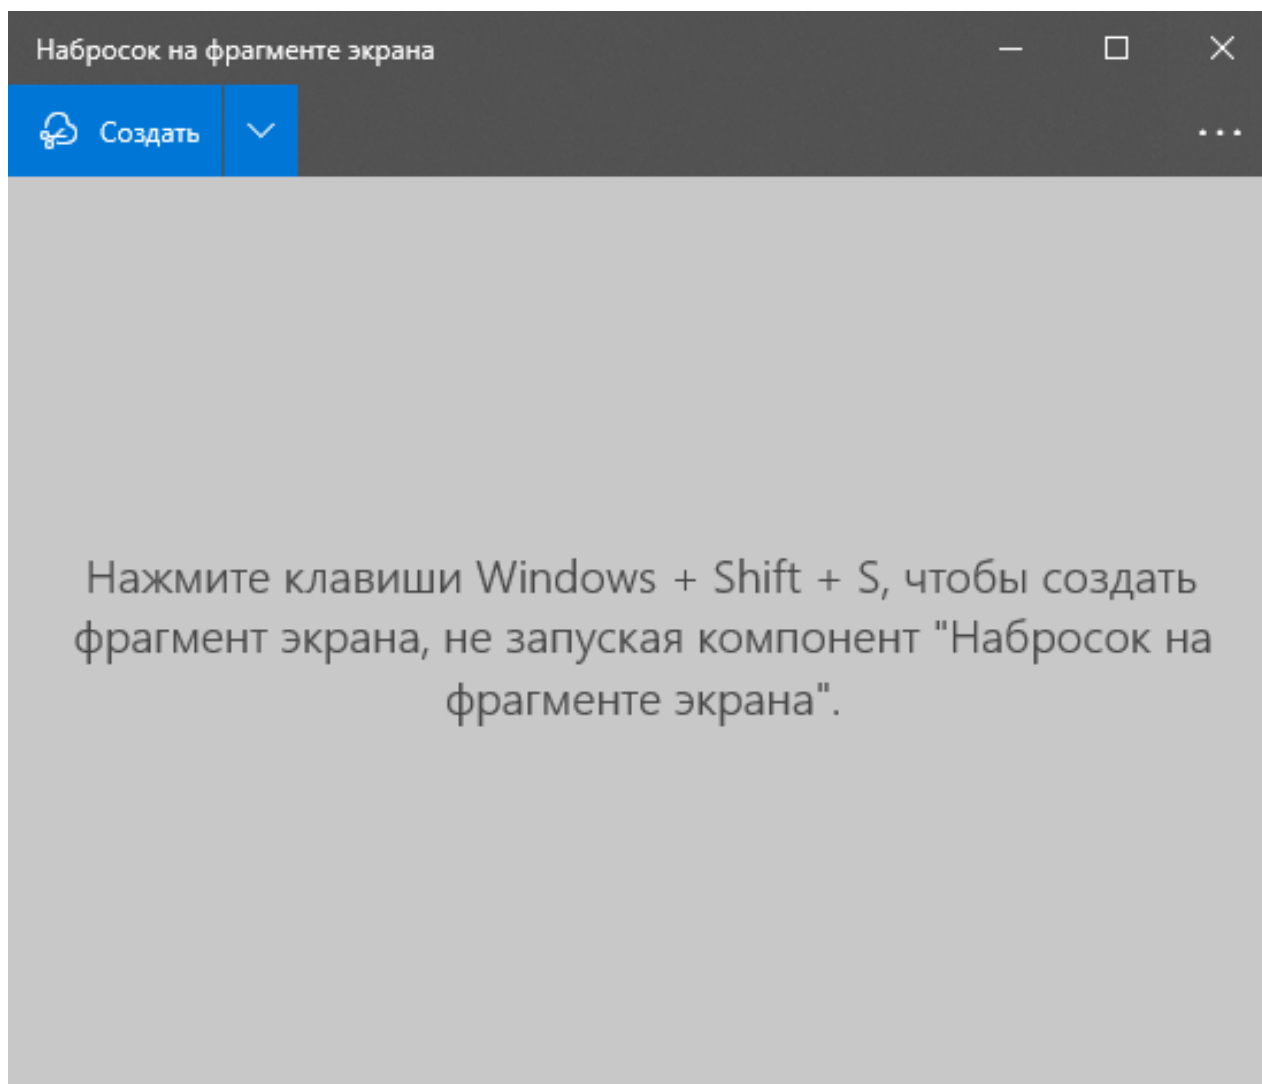 Набросок на фрагменте экрана
Создать
Нажмите клавиши Windows + Shift + S, чтобы создать
фрагмент экрана, не запуская компонент "Набросок на
фрагменте экрана".